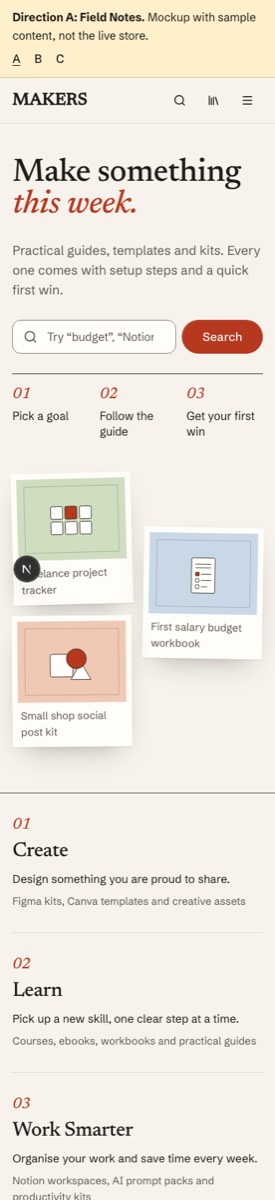 Direction A: Field Notes. Mockup with sample
content, not the live store.
A B C
MAKERS
Make something
this week.
Practical guides, templates and kits. Every
one comes with setup steps and a quick
first win.
Try “budget”, “Notion
Search
01
Pick a goal
02
Follow the
guide
03
Get your first
win
N
elance project
tracker
First salary budget
workbook
Small shop social
post kit
01
Create
Design something you are proud to share.
Figma kits, Canva templates and creative assets
02
Learn
Pick up a new skill, one clear step at a time.
Courses, ebooks, workbooks and practical guides
03
Work Smarter
Organise your work and save time every week.
Notion workspaces, AI prompt packs and
productivity kits